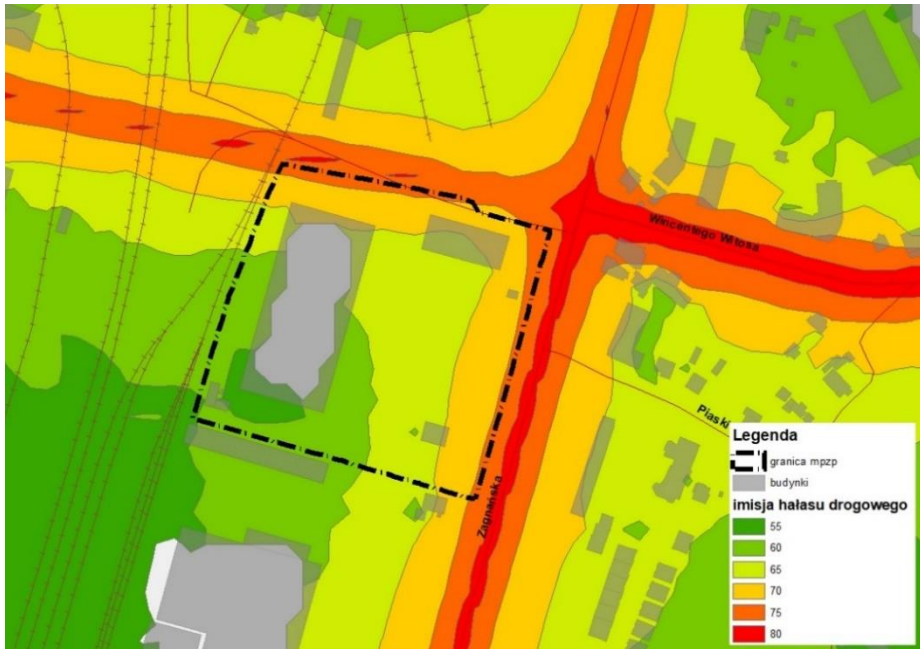 Wincentego Witosa
Piaski
Zagnańska
Legenda
granica mpzp
budynki
imisja hałasu drogowego
55
60
65
70
75
80